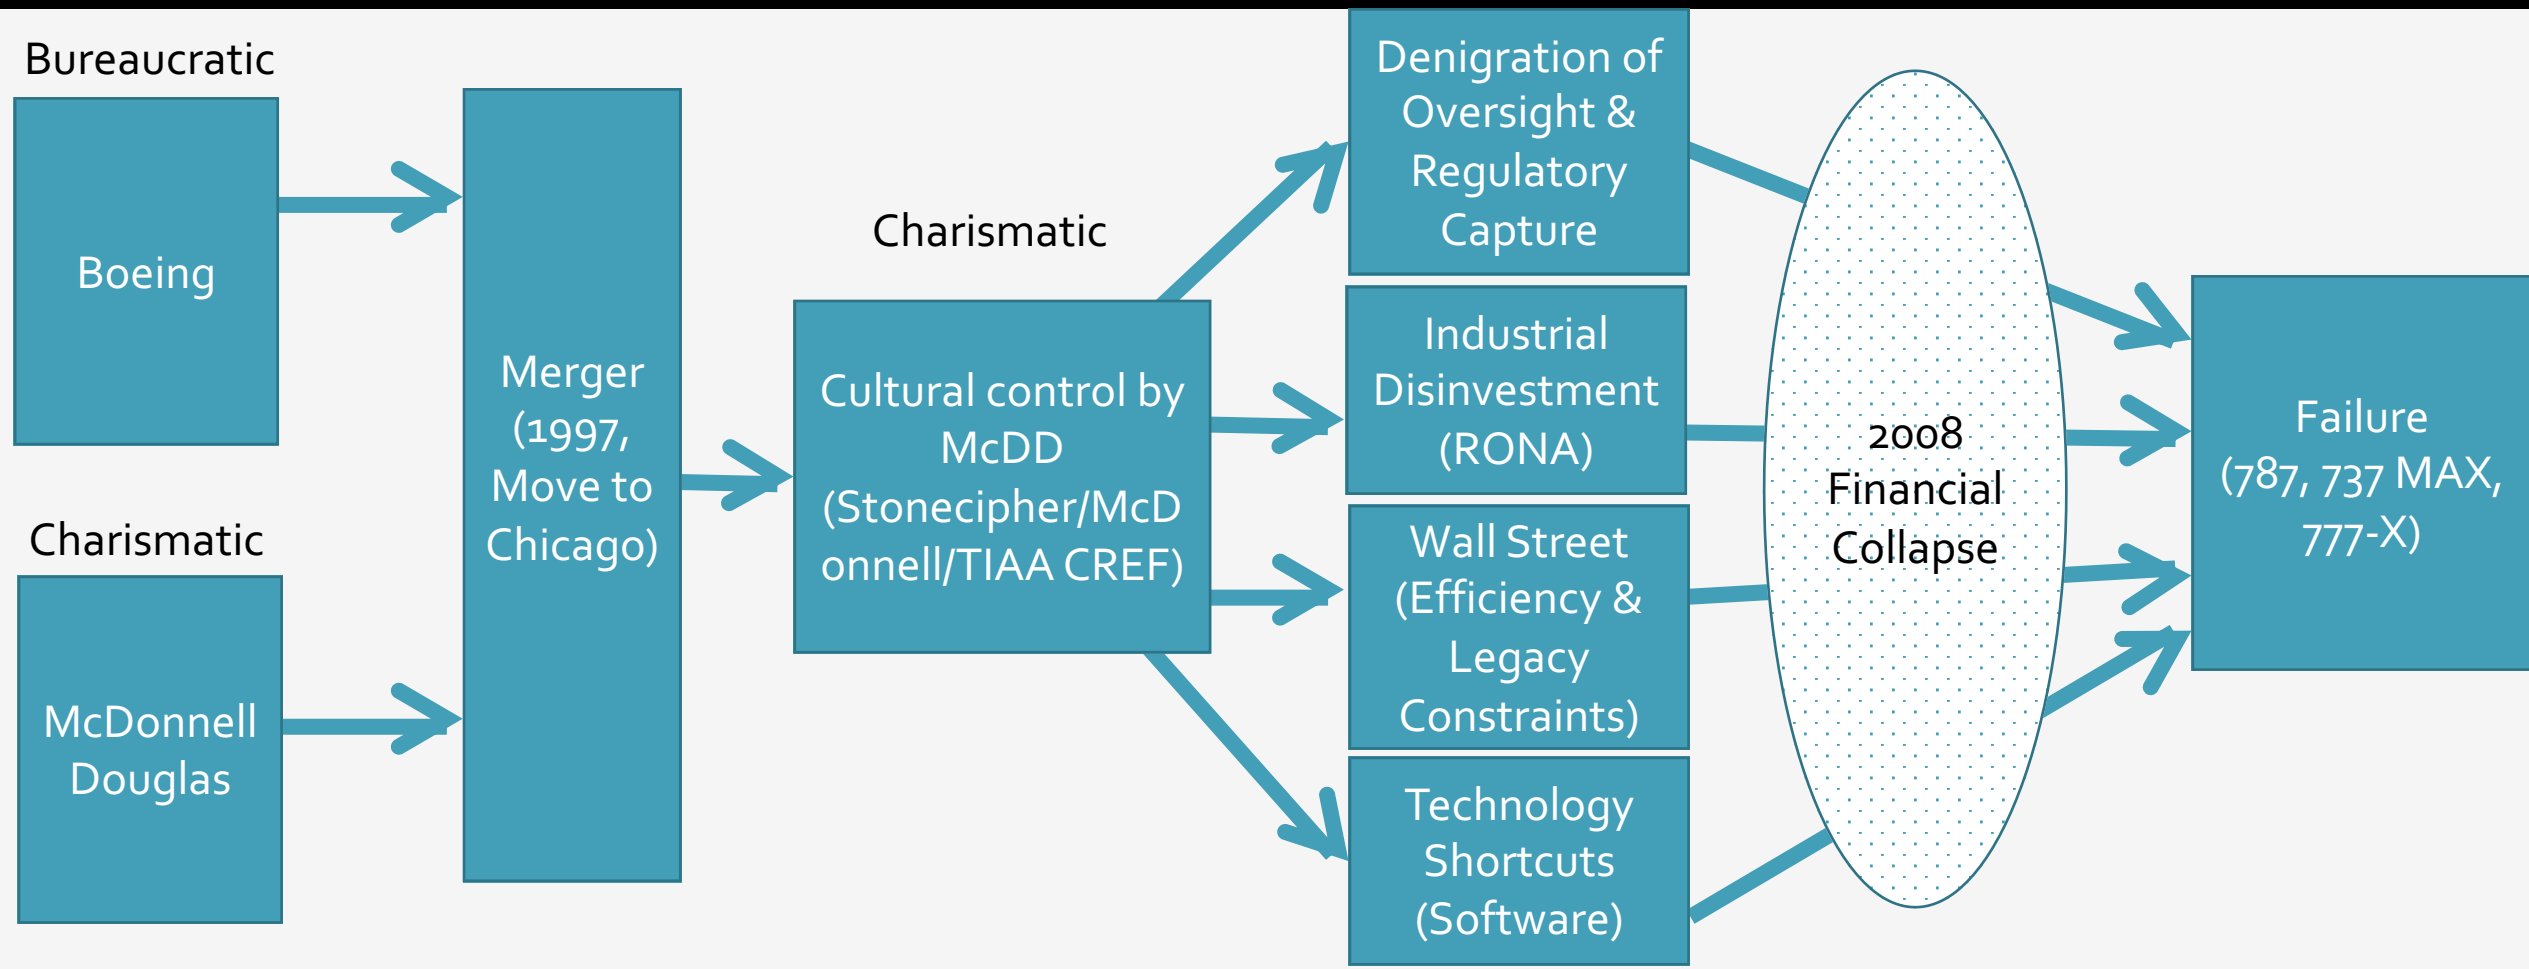 Bureaucratic
Boeing
Charismatic
McDonnell
Douglas
Merger
(1997,
Move to
Chicago)
Charismatic
Cultural control by
McDD
(Stonecipher/McD
onnell/TIAA CREF)
Denigration of
Oversight &
Regulatory
Capture
Industrial
Disinvestment
(RONA)
Wall Street
(Efficiency &
Legacy
Constraints)
Technology
Shortcuts
(Software)
2008
Financial
Collapse
Failure
(787, 737 MAX,
777-X)